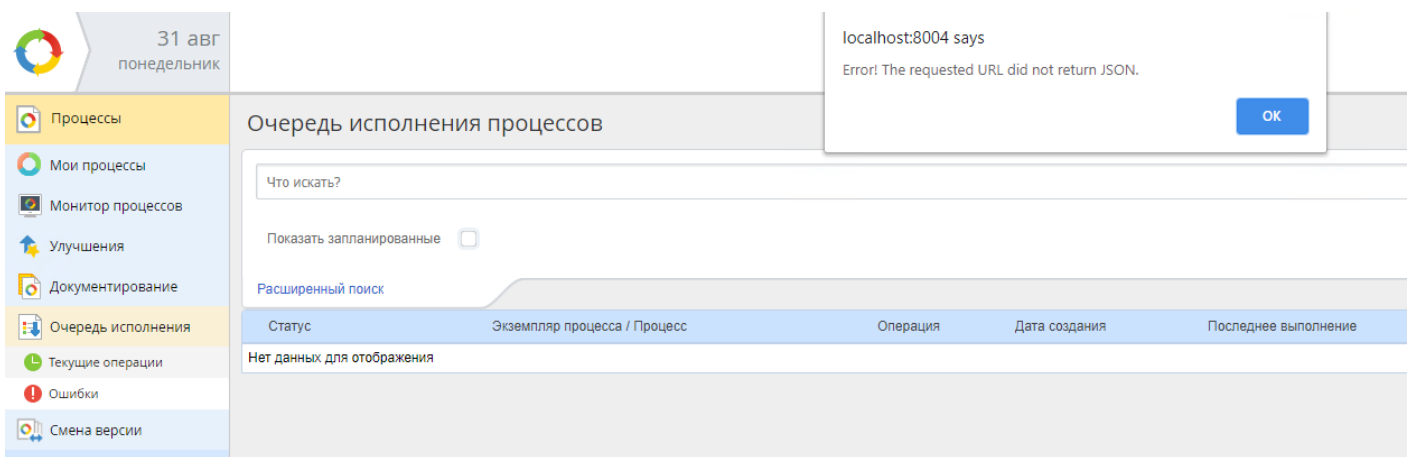 31 авг
понедельник
localhost:8004 says
Error! The requested URL did not return JSON.
OK
Процессы
Мои процессы
Монитор процессов
Улучшения
Документирование
Очередь исполнения
Текущие операции
Ошибки
Смена версии
Очередь исполнения процессов
Что искать?
Показать запланированные
Расширенный поиск
Статус Экземпляр процесса / Процесс Операция Дата создания Последнее выполнение
Нет данных для отображения